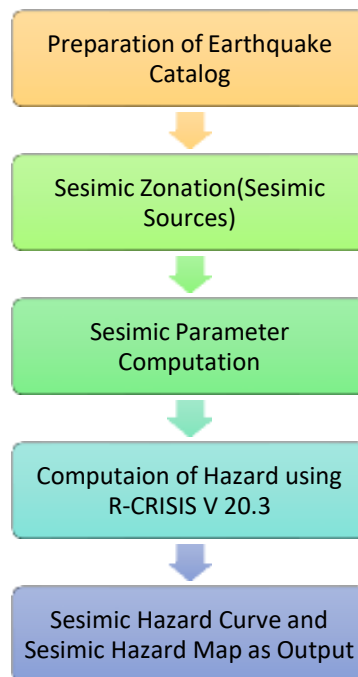 Preparation of Earthquake
Catalog
Sesimic Zonation(Sesimic
Sources)
Sesimic Parameter
Computation
Computaion of Hazard using
R-CRISIS V 20.3
Sesimic Hazard Curve and
Sesimic Hazard Map as Output